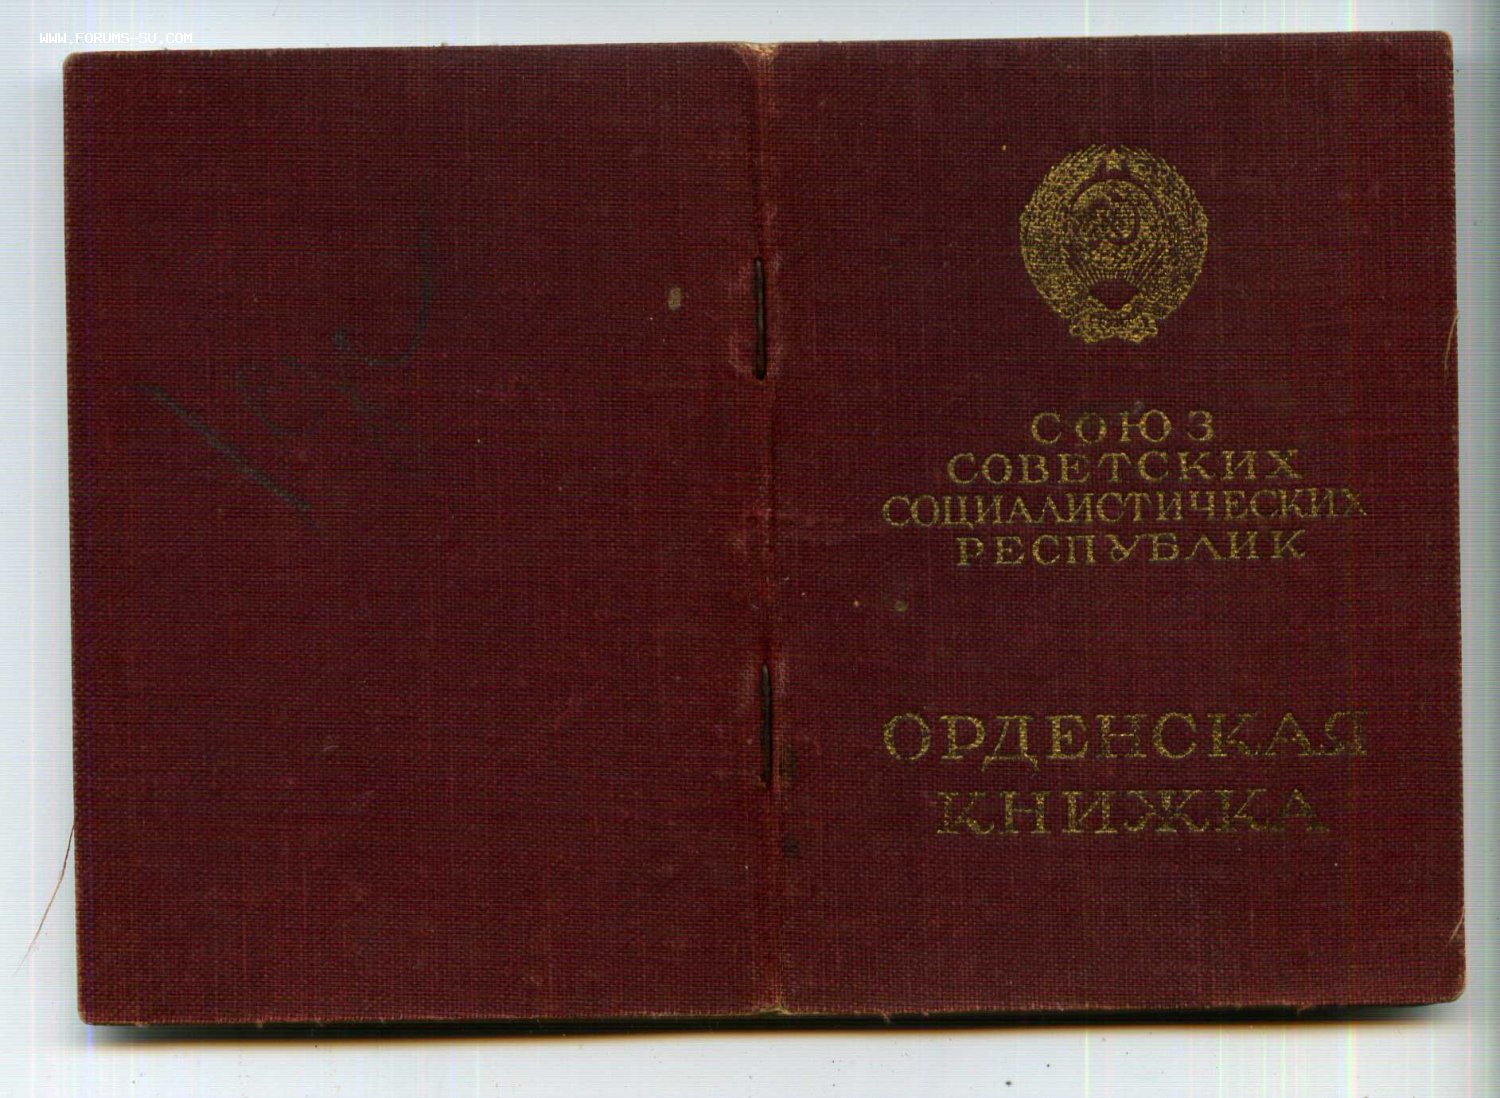 WWW.FORUMS-SU.COM
СОЮЗ
СОВЕТСКИХ
СОЦИАЛИСТИЧЕСКИХ
РЕСПУБЛИК
ОРДЕНСКАЯ
КНИЖКА